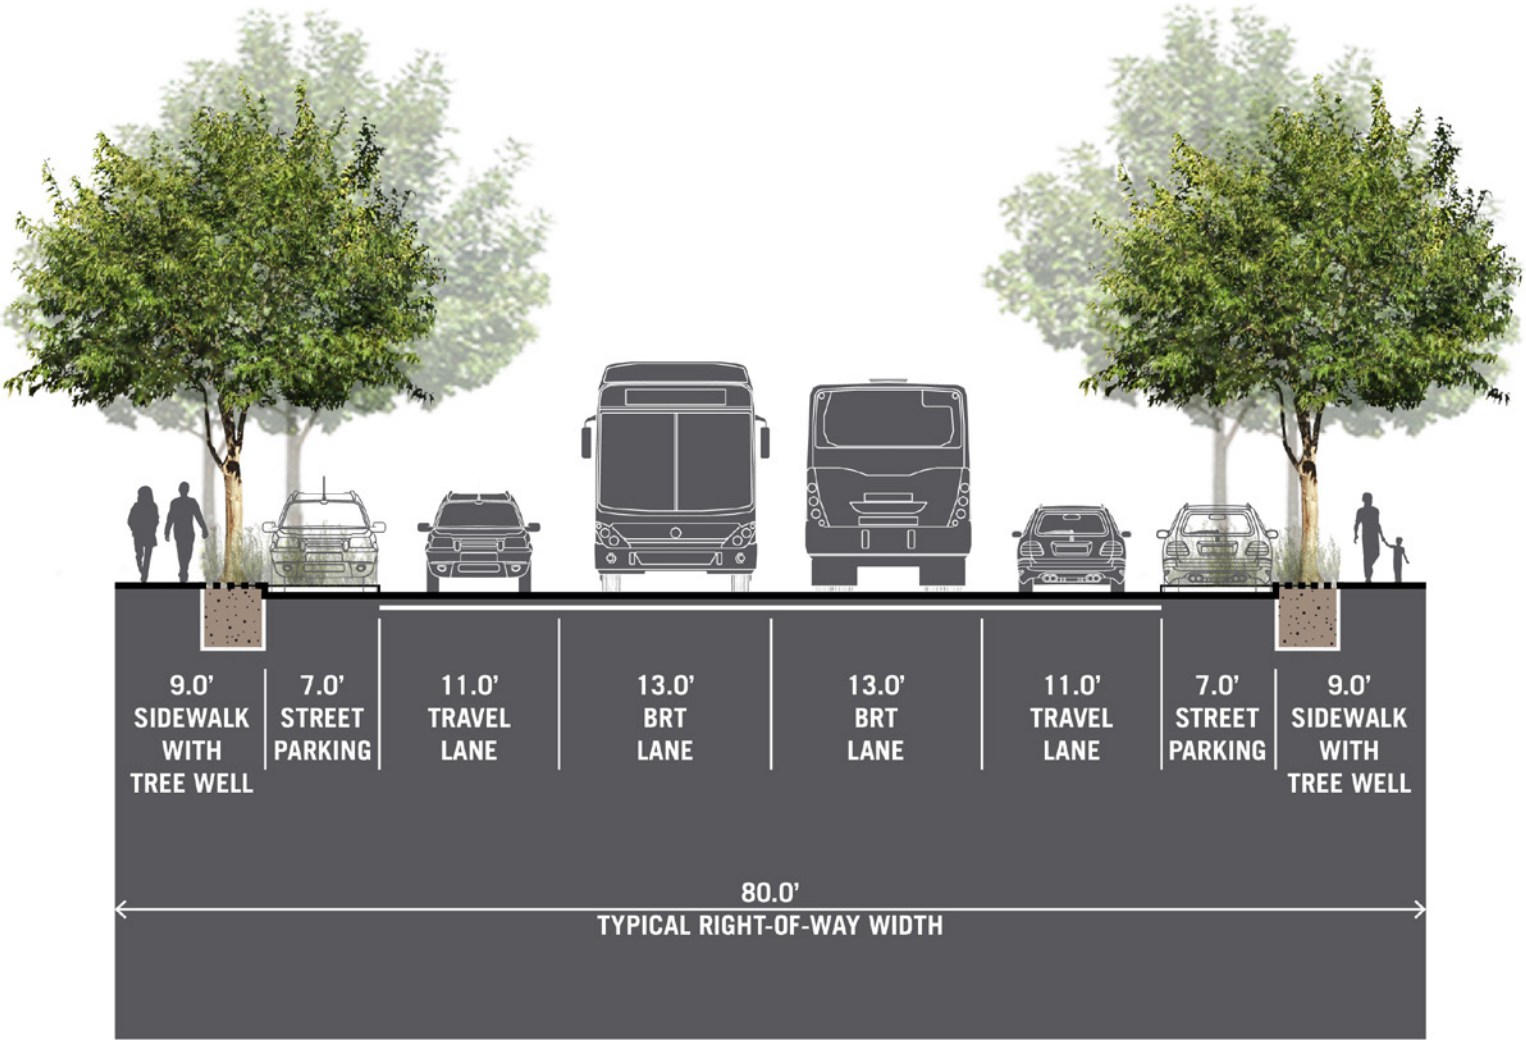 9.0’
SIDEWALK
WITH
TREE WELL
7.0’
STREET
PARKING
11.0’
TRAVEL
LANE
13.0’
BRT
LANE
13.0’
BRT
LANE
11.0’
TRAVEL
LANE
7.0’
STREET
PARKING
9.0’
SIDEWALK
WITH
TREE WELL
80.0’
TYPICAL RIGHT-OF-WAY WIDTH